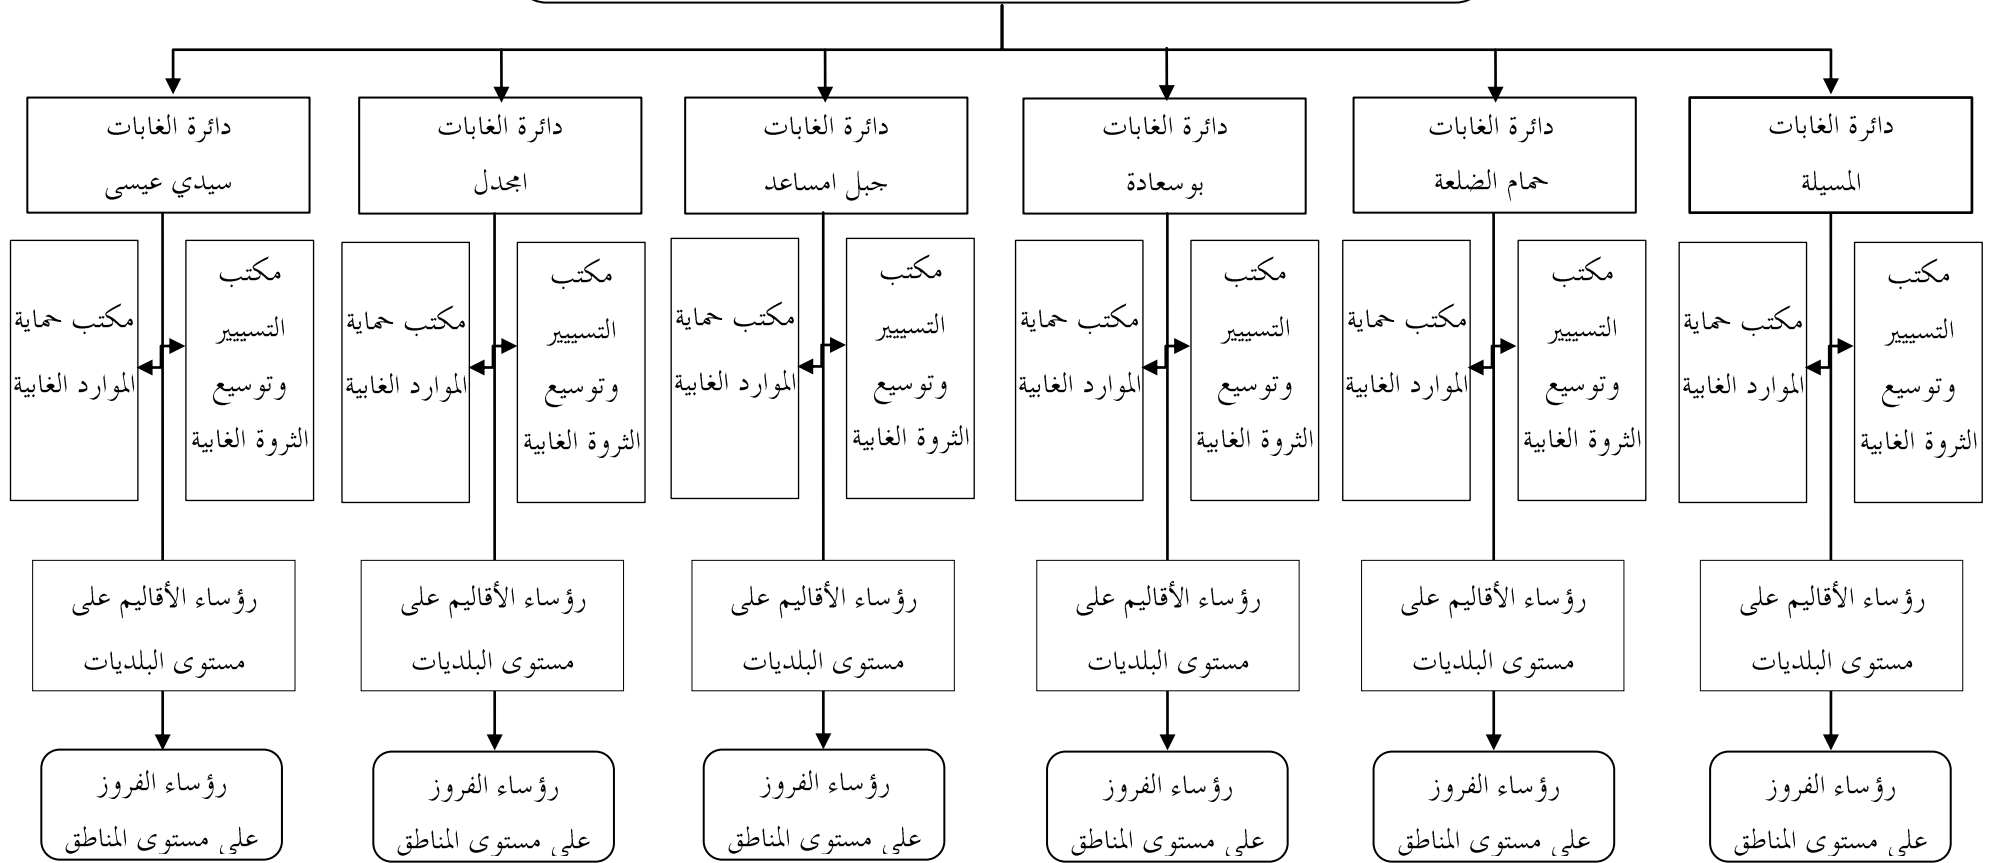 دائرة الغابات
المسيلة
دائرة الغابات
حمام الضلعة
دائرة الغابات
بوسعادة
دائرة الغابات
جبل امساعد
دائرة الغابات
امجدل
دائرة الغابات
سيدي عيسى
مكتب
التسييير
وتوسيع
الثروة الغابية
مكتب حماية
الموارد الغابية
مكتب
التسييير
وتوسيع
الثروة الغابية
مكتب حماية
الموارد الغابية
مكتب
التسييير
وتوسيع
الثروة الغابية
مكتب حماية
الموارد الغابية
مكتب
التسييير
وتوسيع
الثروة الغابية
مكتب حماية
الموارد الغابية
مكتب
التسييير
وتوسيع
الثروة الغابية
مكتب حماية
الموارد الغابية
مكتب
التسييير
وتوسيع
الثروة الغابية
مكتب حماية
الموارد الغابية
رؤساء الأقاليم على
مستوى البلديات
رؤساء الأقاليم على
مستوى البلديات
رؤساء الأقاليم على
مستوى البلديات
رؤساء الأقاليم على
مستوى البلديات
رؤساء الأقاليم على
مستوى البلديات
رؤساء الأقاليم على
مستوى البلديات
رؤساء الفروز
على مستوى المناطق
رؤساء الفروز
على مستوى المناطق
رؤساء الفروز
على مستوى المناطق
رؤساء الفروز
على مستوى المناطق
رؤساء الفروز
على مستوى المناطق
رؤساء الفروز
على مستوى المناطق